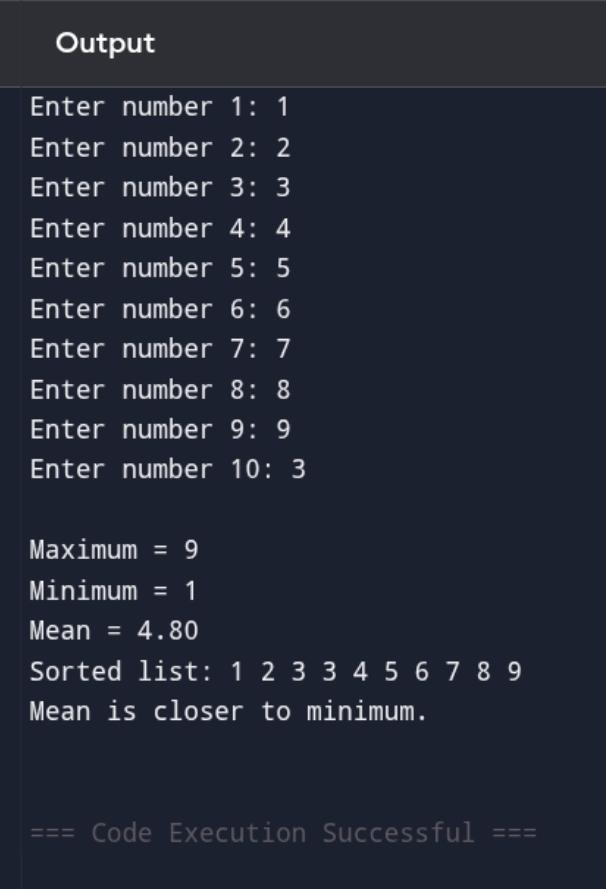 Output
Enter number 1: 1
Enter number 2: 2
Enter number 3: 3
Enter number 4: 4
Enter number 5: 5
Enter number 6: 6
Enter number 7: 7
Enter number 8: 8
Enter number 9: 9
Enter number 10: 3
Maximum = 9
Minimum = 1
Mean = 4.80
Sorted list: 1 2 3 3 4 5 6 7 8 9
Mean is closer to minimum.
=== Code Execution Successful ===